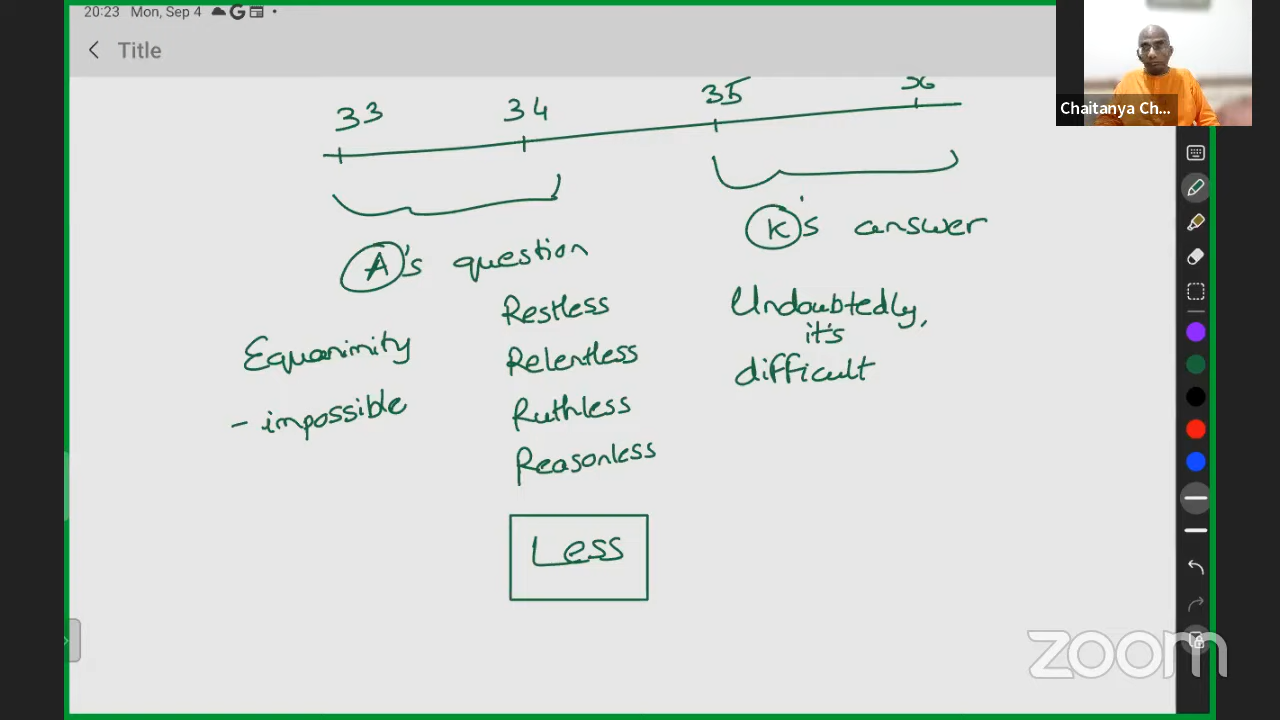 20:23 Mon, Sep 4
Title
Chaitanya Ch...
33 34 35 36
A's question
K's answer
Equanimity
- impossible
Restless
Relentless
Ruthless
Reasonless
Less
Undoubtedly,
it's
difficult
zoom